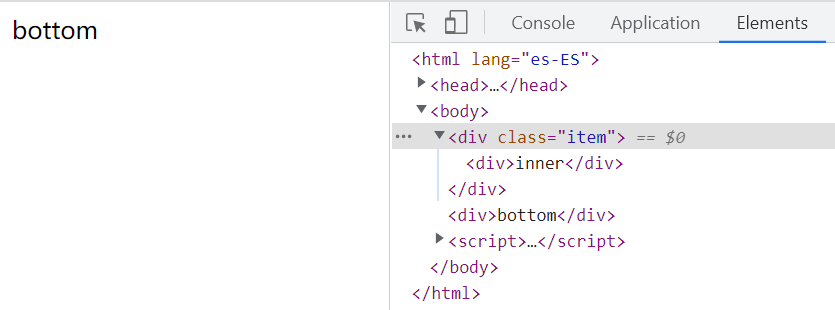 bottom
Console Application Elements
<html lang="es-ES">
<head>…</head>
<body>
… <div class="item"> == $0
<div>inner</div>
</div>
<div>bottom</div>
<script>…</script>
</body>
</html>